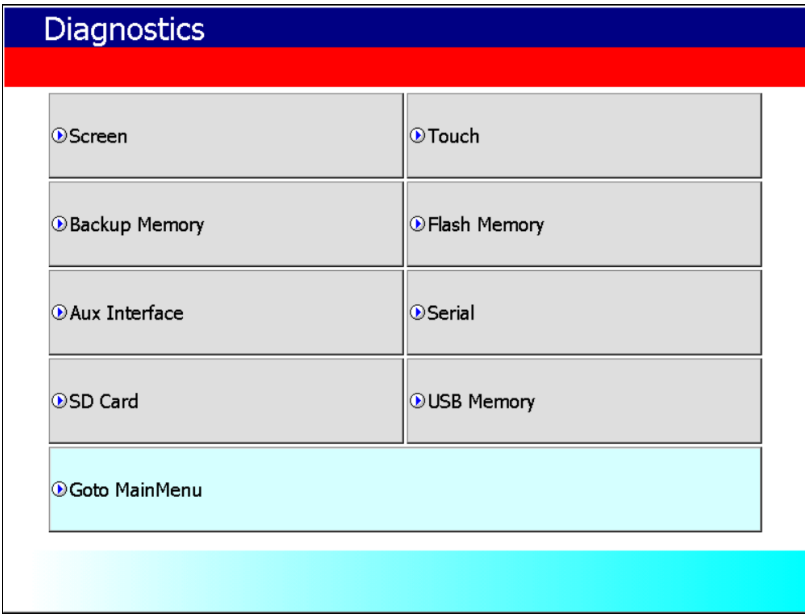 Diagnostics
Screen
Touch
Backup Memory
Flash Memory
Aux Interface
Serial
SD Card
USB Memory
Goto MainMenu